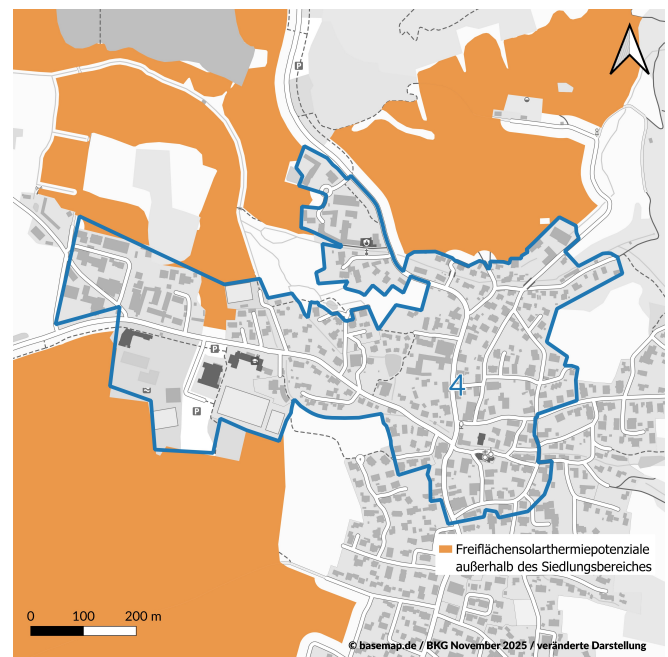 P
4
P
P
Freiflächensolarthermiepotenziale
außerhalb des Siedlungsbereiches
0 100 200 m
© basemap.de / BKG November 2025 / veränderte Darstellung